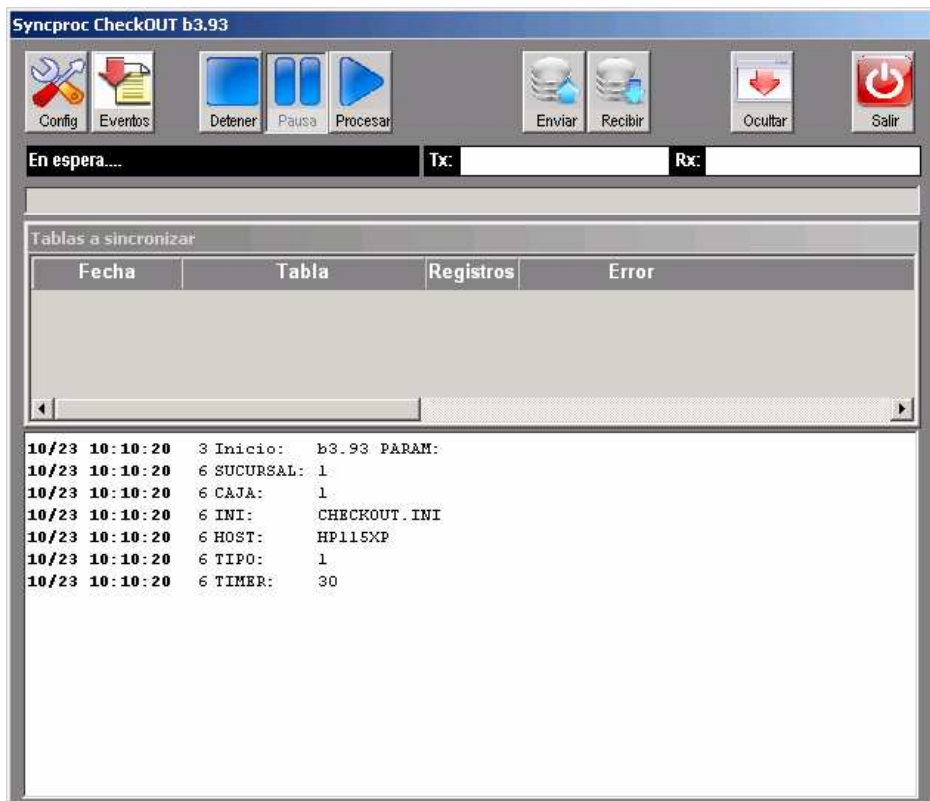 Syncproc CheckOUT b3.93
Config Eventos Detener Pausa Procesar Enviar Recibir Ocultar Salir
En espera.... Tx: Rx:
Tablas a sincronizar
Fecha Tabla Registros Error
10/23 10:10:20 3 Inicio: b3.93 PARAM:
10/23 10:10:20 6 SUCURSAL: 1
10/23 10:10:20 6 CAJA: 1
10/23 10:10:20 6 INI: CHECKOUT.INI
10/23 10:10:20 6 HOST: HP115XP
10/23 10:10:20 6 TIPO: 1
10/23 10:10:20 6 TIMER: 30